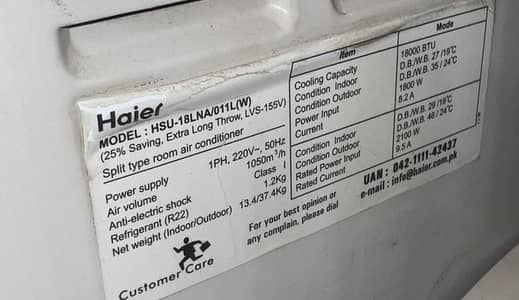 Haier
MODEL : HSU-18LNA/011L(W)
(25% Saving, Extra Long Throw, LVS-155V)
Split type room air conditioner
Power supply 1PH, 220V~, 50Hz
Air volume 1050m³/h
Anti-electric shock Class I
Refrigerant (R22) 1.2Kg
Net weight (Indoor/Outdoor) 13.4/37.4Kg
Customer Care
For your best opinion or
any complain, please dial
Item Mode
Cooling Capacity 18000 BTU
Condition Indoor D.B./W.B. 27 /19°C
Condition Outdoor D.B./W.B. 35 / 24°C
Power Input 1800 W
Current 8.2 A
Condition Indoor D.B./W.B. 29 /19°C
Condition Outdoor D.B./W.B. 46 / 24°C
Rated Power Input 2100 W
Rated Current 9.5 A
UAN : 042-1111-42437
e-mail : info@haier.com.pk